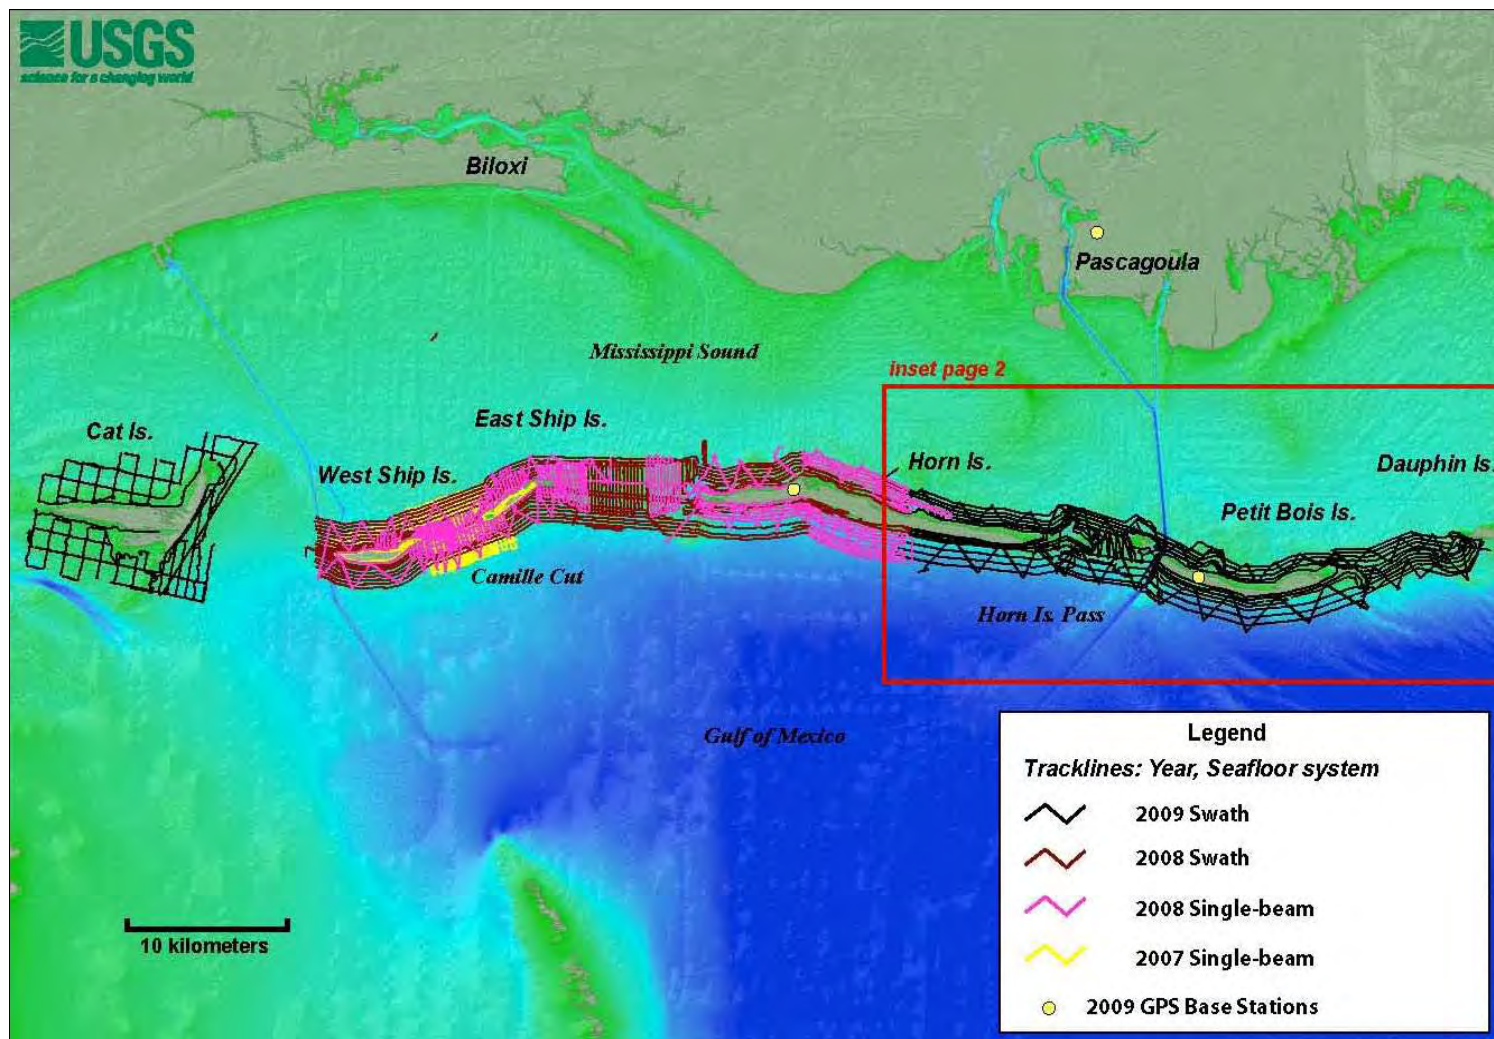 USGS
science for a changing world
Biloxi
Pascagoula
Mississippi Sound
inset page 2
Cat Is.
East Ship Is.
West Ship Is.
Horn Is.
Dauphin Is.
Petit Bois Is.
Camille Cut
Horn Is. Pass
Gulf of Mexico
10 kilometers
Legend
Tracklines: Year, Seafloor system
2009 Swath
2008 Swath
2008 Single-beam
2007 Single-beam
2009 GPS Base Stations